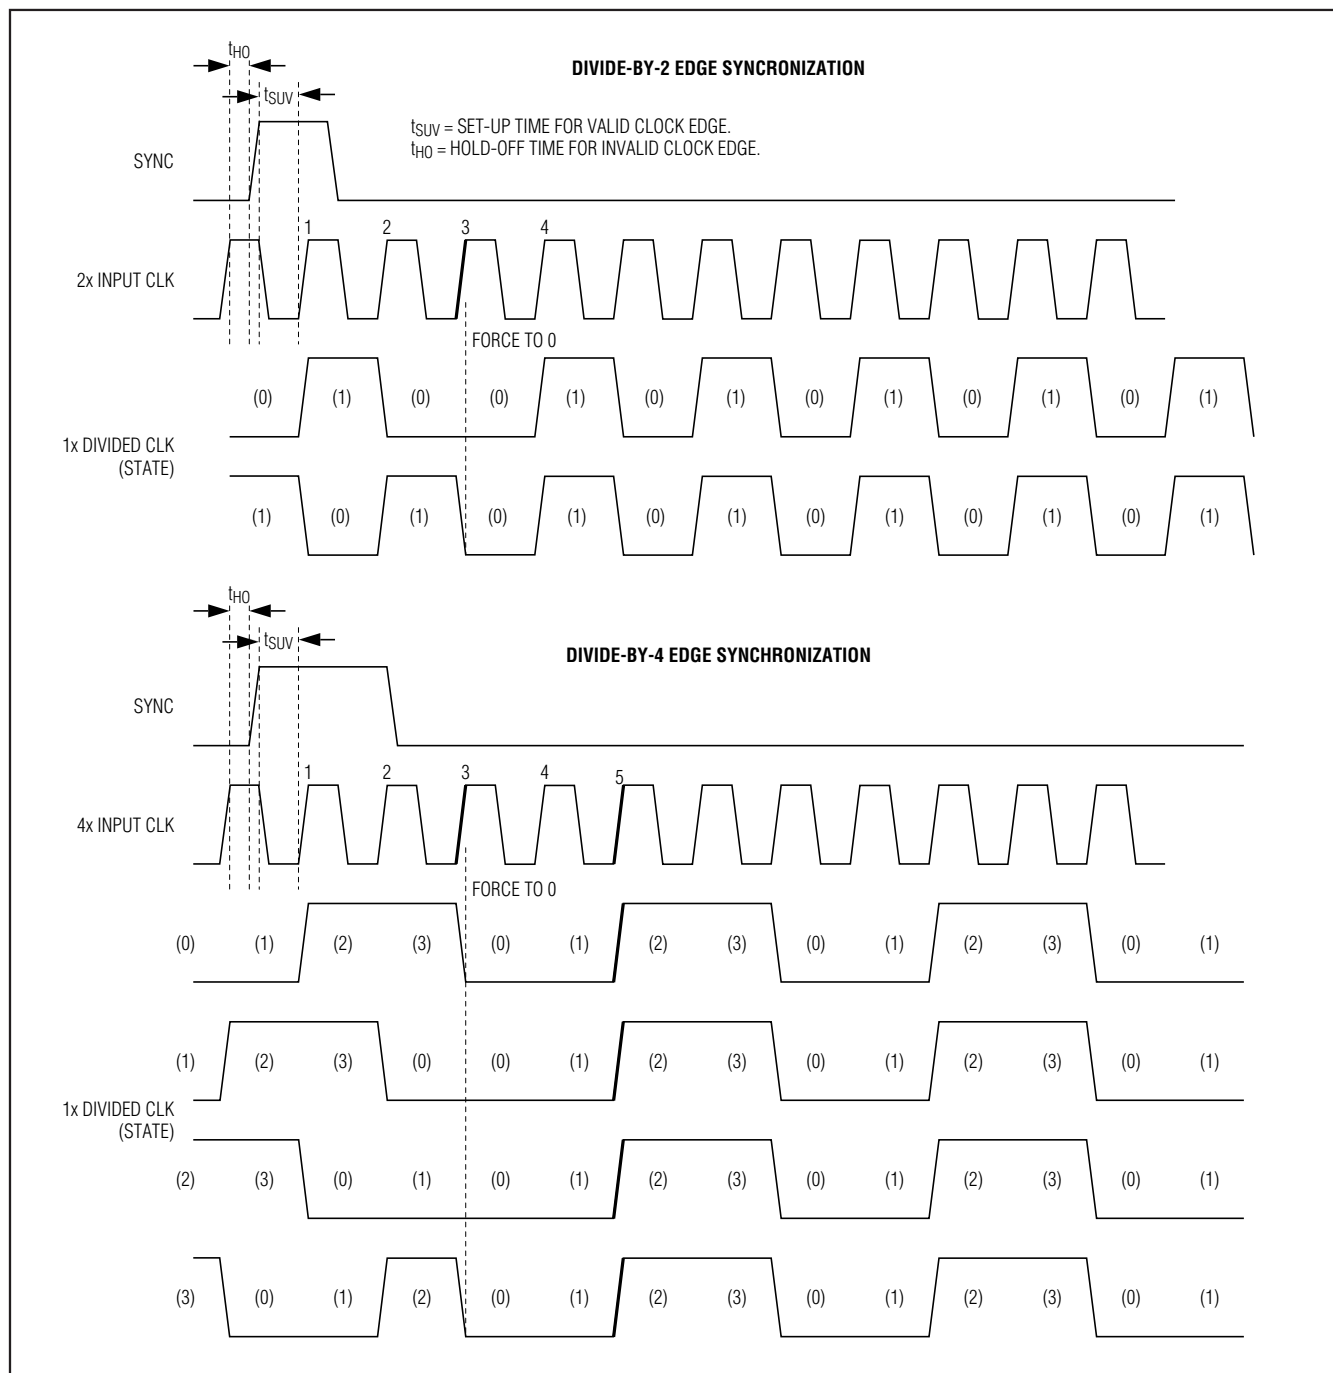 tHO
DIVIDE-BY-2 EDGE SYNCRONIZATION
tSUV
tSUV = SET-UP TIME FOR VALID CLOCK EDGE.
tHO = HOLD-OFF TIME FOR INVALID CLOCK EDGE.
SYNC
1 2 3 4
2x INPUT CLK
FORCE TO 0
(0) (1) (0) (0) (1) (0) (1) (0) (1) (0) (1) (0) (1)
1x DIVIDED CLK
(STATE)
(1) (0) (1) (0) (1) (0) (1) (0) (1) (0) (1) (0) (1)
tHO
tSUV
DIVIDE-BY-4 EDGE SYNCHRONIZATION
SYNC
1 2 3 4 5
4x INPUT CLK
FORCE TO 0
(0) (1) (2) (3) (0) (1) (2) (3) (0) (1) (2) (3) (0) (1)
(1) (2) (3) (0) (0) (1) (2) (3) (0) (1) (2) (3) (0) (1)
1x DIVIDED CLK
(STATE)
(2) (3) (0) (1) (0) (1) (2) (3) (0) (1) (2) (3) (0) (1)
(3) (0) (1) (2) (0) (1) (2) (3) (0) (1) (2) (3) (0) (1)